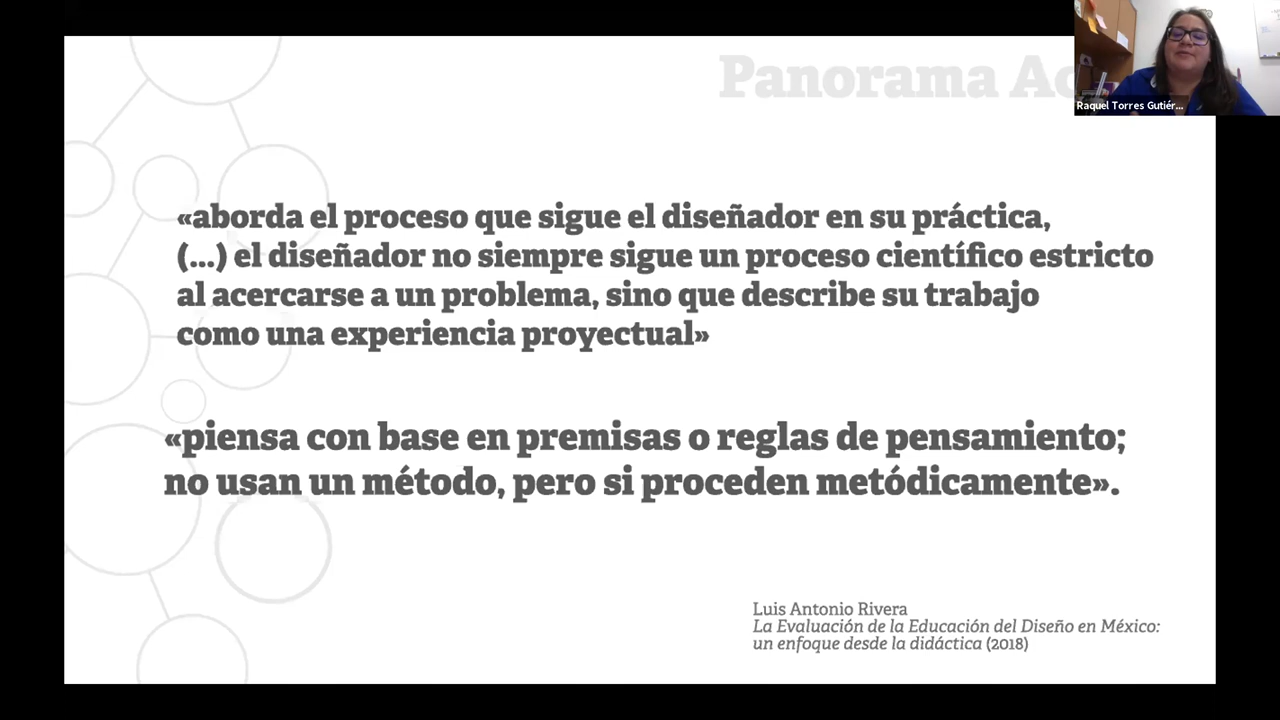 Panorama Ac
Raquel Torres Gutiér...
«aborda el proceso que sigue el diseñador en su práctica,
(...) el diseñador no siempre sigue un proceso científico estricto
al acercarse a un problema, sino que describe su trabajo
como una experiencia proyectual»
«piensa con base en premisas o reglas de pensamiento;
no usan un método, pero si proceden metódicamente».
Luis Antonio Rivera
La Evaluación de la Educación del Diseño en México:
un enfoque desde la didáctica (2018)